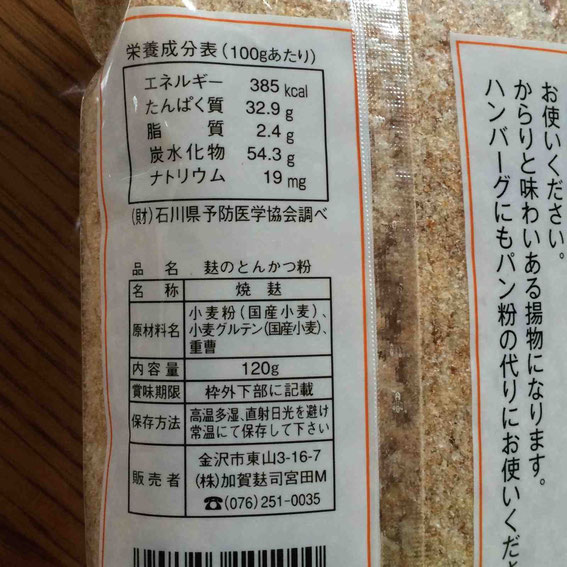 栄養成分表(100gあたり)
エネルギー 385 kcal
たんぱく質 32.9 g
脂質 2.4 g
炭水化物 54.3 g
ナトリウム 19 mg
(財)石川県予防医学協会調べ
品名 麸のとんかつ粉
名称 焼麸
原材料名 小麦粉(国産小麦)、
小麦グルテン(国産小麦)、
重曹
内容量 120g
賞味期限 枠外下部に記載
保存方法 高温多湿、直射日光を避け
常温にて保存して下さい
販売者 金沢市東山3-16-7
(株)加賀麸司宮田M
☎(076)251-0035
お使いください。
からりと味わいある揚物になります。
ハンバーグにもパン粉の代りにお使いくだ